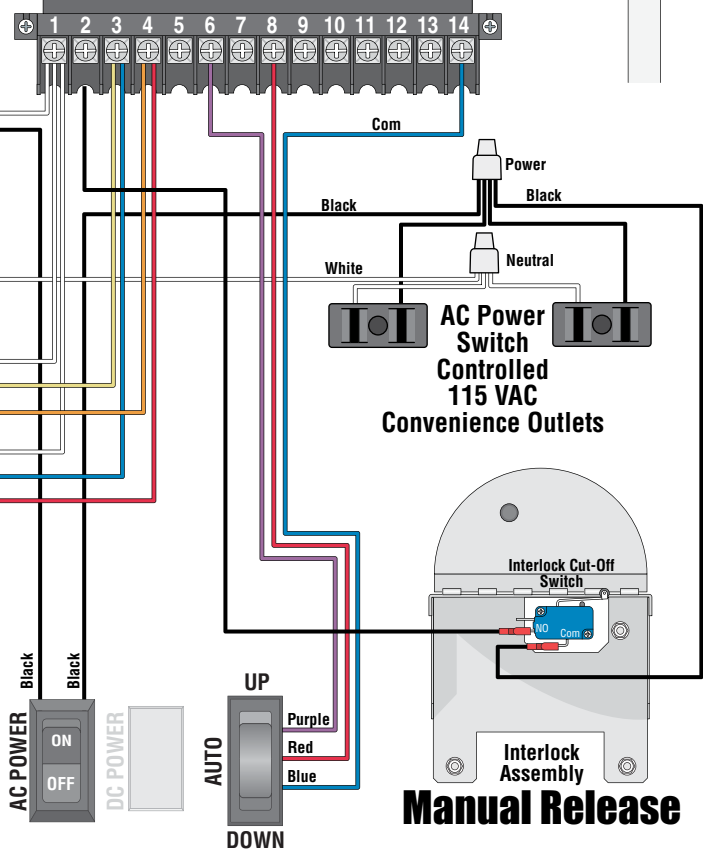 1 2 3 4 5 6 7 8 9 10 11 12 13 14
Com
Power
Black
Black
Neutral
White
AC Power
Switch
Controlled
115 VAC
Convenience Outlets
Interlock Cut-Off
Switch
NO
Com
Black
Black
AC POWER
ON
OFF
DC POWER
UP
AUTO
DOWN
Purple
Red
Blue
Interlock
Assembly
Manual Release